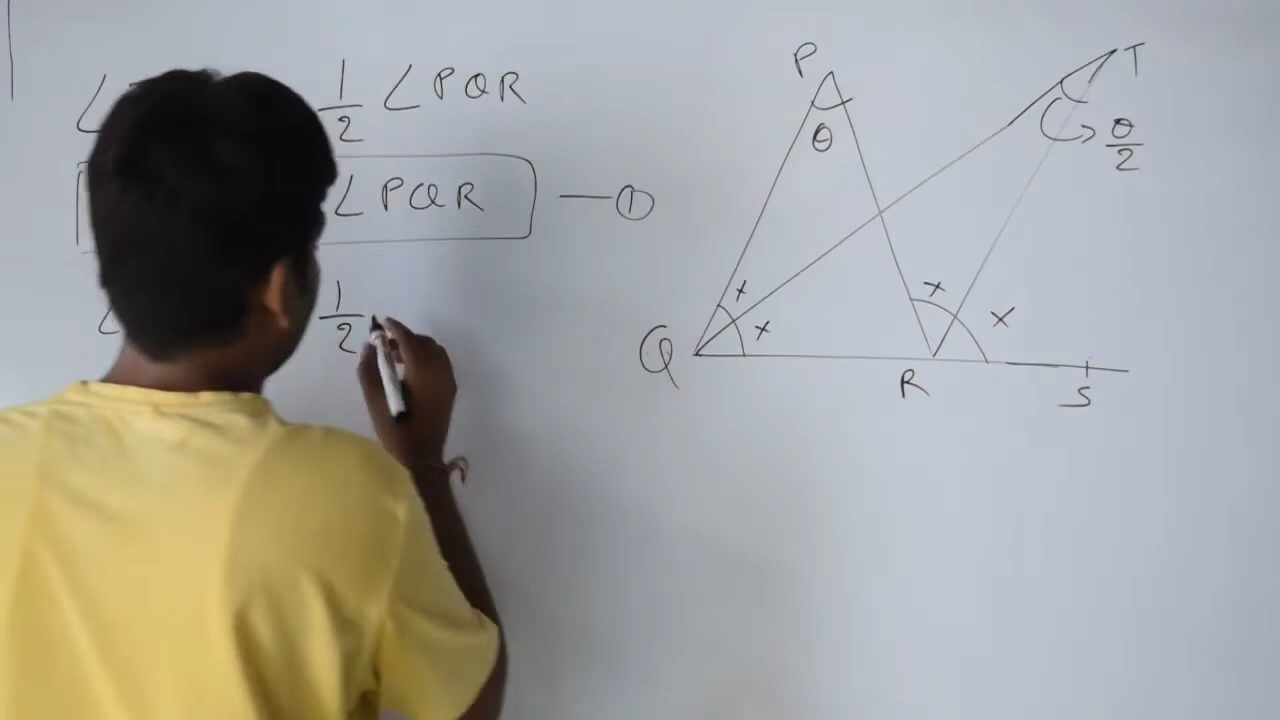 ∠
1/2 ∠PQR
∠PQR — ①
∠
1/2
P
θ
T
θ/2
x
x
Q
x
x
R
S